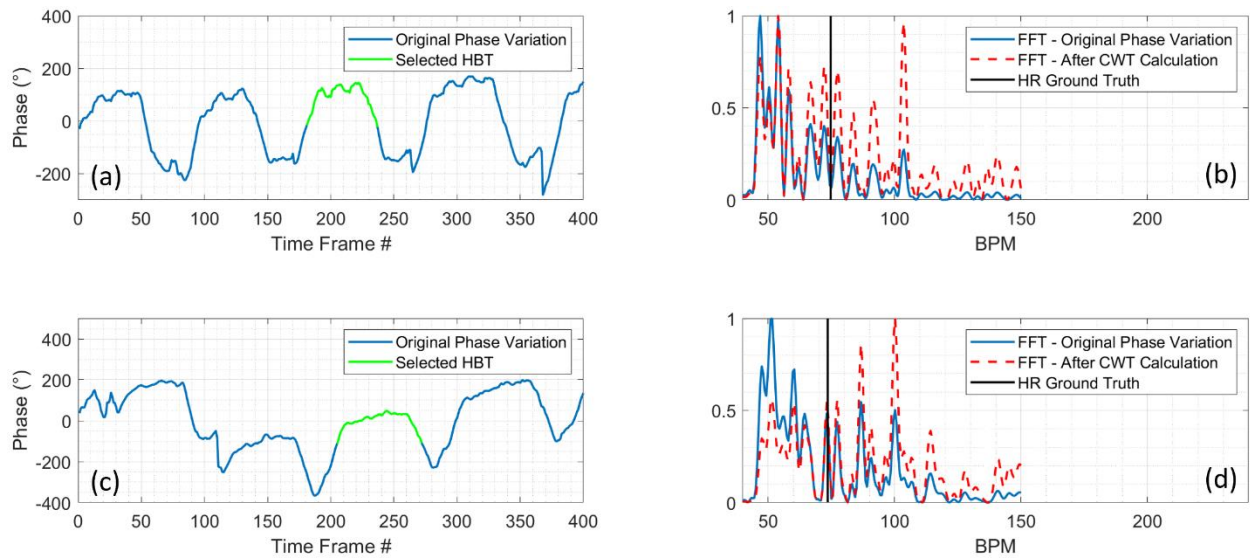 400
200
0
-200
Phase (°)
Original Phase Variation
Selected HBT
(a)
0 50 100 150 200 250 300 350 400
Time Frame #
1
0.5
0
FFT - Original Phase Variation
FFT - After CWT Calculation
HR Ground Truth
(b)
50 100 150 200
BPM
400
200
0
-200
-400
Phase (°)
Original Phase Variation
Selected HBT
(c)
0 50 100 150 200 250 300 350 400
Time Frame #
1
0.5
0
FFT - Original Phase Variation
FFT - After CWT Calculation
HR Ground Truth
(d)
50 100 150 200
BPM